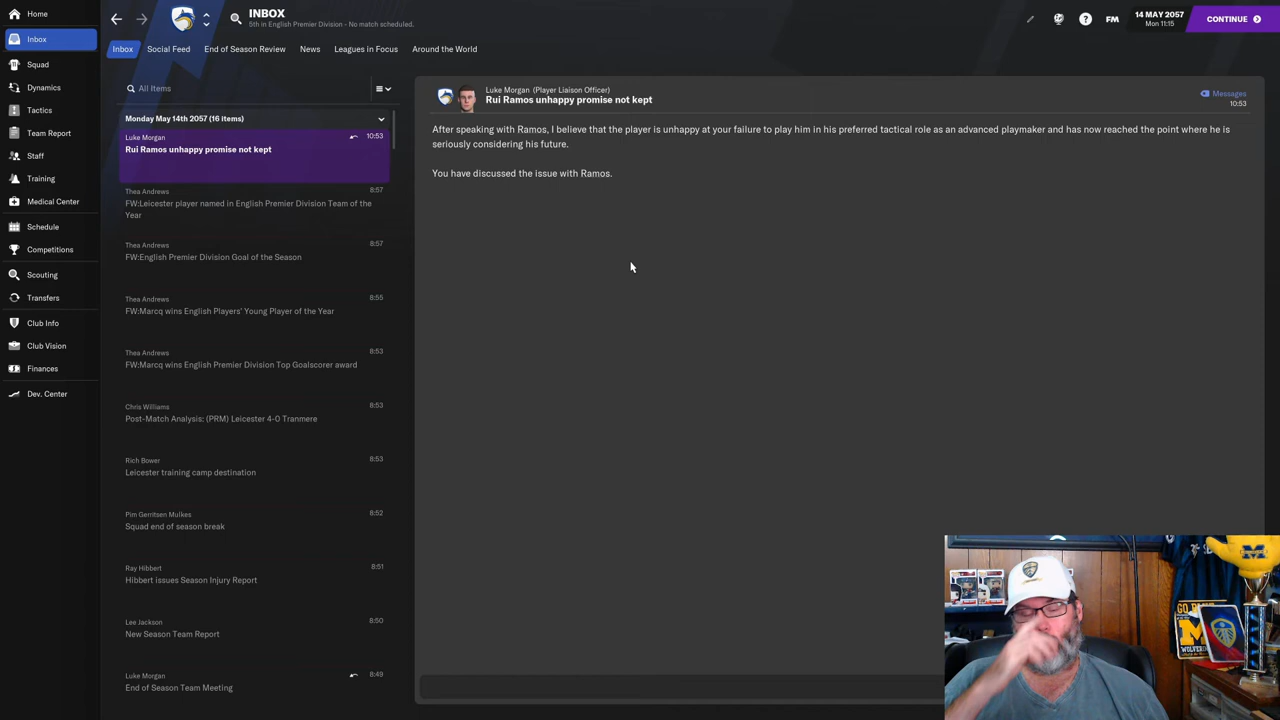 Home
Inbox
Squad
Dynamics
Tactics
Team Report
Staff
Training
Medical Center
Schedule
Competitions
Scouting
Transfers
Club Info
Club Vision
Finances
Dev. Center
INBOX
5th in English Premier Division - No match scheduled.
FM
14 MAY 2057
Mon 11:15
CONTINUE
Inbox
Social Feed
End of Season Review
News
Leagues in Focus
Around the World
All Items
Monday May 14th 2057 (16 items)
Luke Morgan
10:53
Rui Ramos unhappy promise not kept
Thea Andrews
8:57
FW:Leicester player named in English Premier Division Team of the
Year
Thea Andrews
8:57
FW:English Premier Division Goal of the Season
Thea Andrews
8:55
FW:Marcq wins English Players' Young Player of the Year
Thea Andrews
8:53
FW:Marcq wins English Premier Division Top Goalscorer award
Chris Williams
8:53
Post-Match Analysis: (PRM) Leicester 4-0 Tranmere
Rich Bower
8:53
Leicester training camp destination
Pim Gerritsen Mulkes
8:52
Squad end of season break
Ray Hibbert
8:51
Hibbert issues Season Injury Report
Lee Jackson
8:50
New Season Team Report
Luke Morgan
8:49
End of Season Team Meeting
Luke Morgan (Player Liaison Officer)
Rui Ramos unhappy promise not kept
Messages
10:53
After speaking with Ramos, I believe that the player is unhappy at your failure to play him in his preferred tactical role as an advanced playmaker and has now reached the point where he is
seriously considering his future.
You have discussed the issue with Ramos.
M
GO BLUE
M